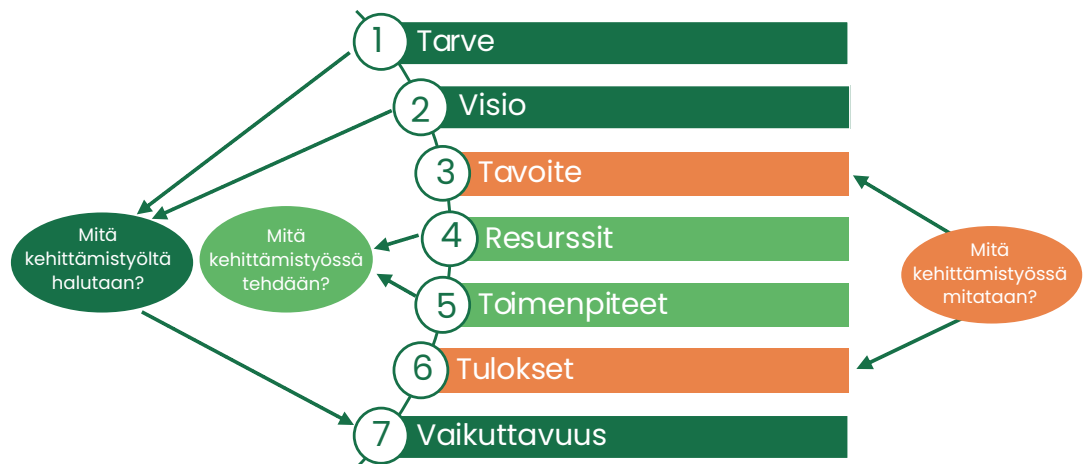 1 Tarve
2 Visio
3 Tavoite
4 Resurssit
5 Toimenpiteet
6 Tulokset
7 Vaikuttavuus
Mitä
kehittämistyöltä
halutaan?
Mitä
kehittämistyössä
tehdään?
Mitä
kehittämistyössä
mitataan?